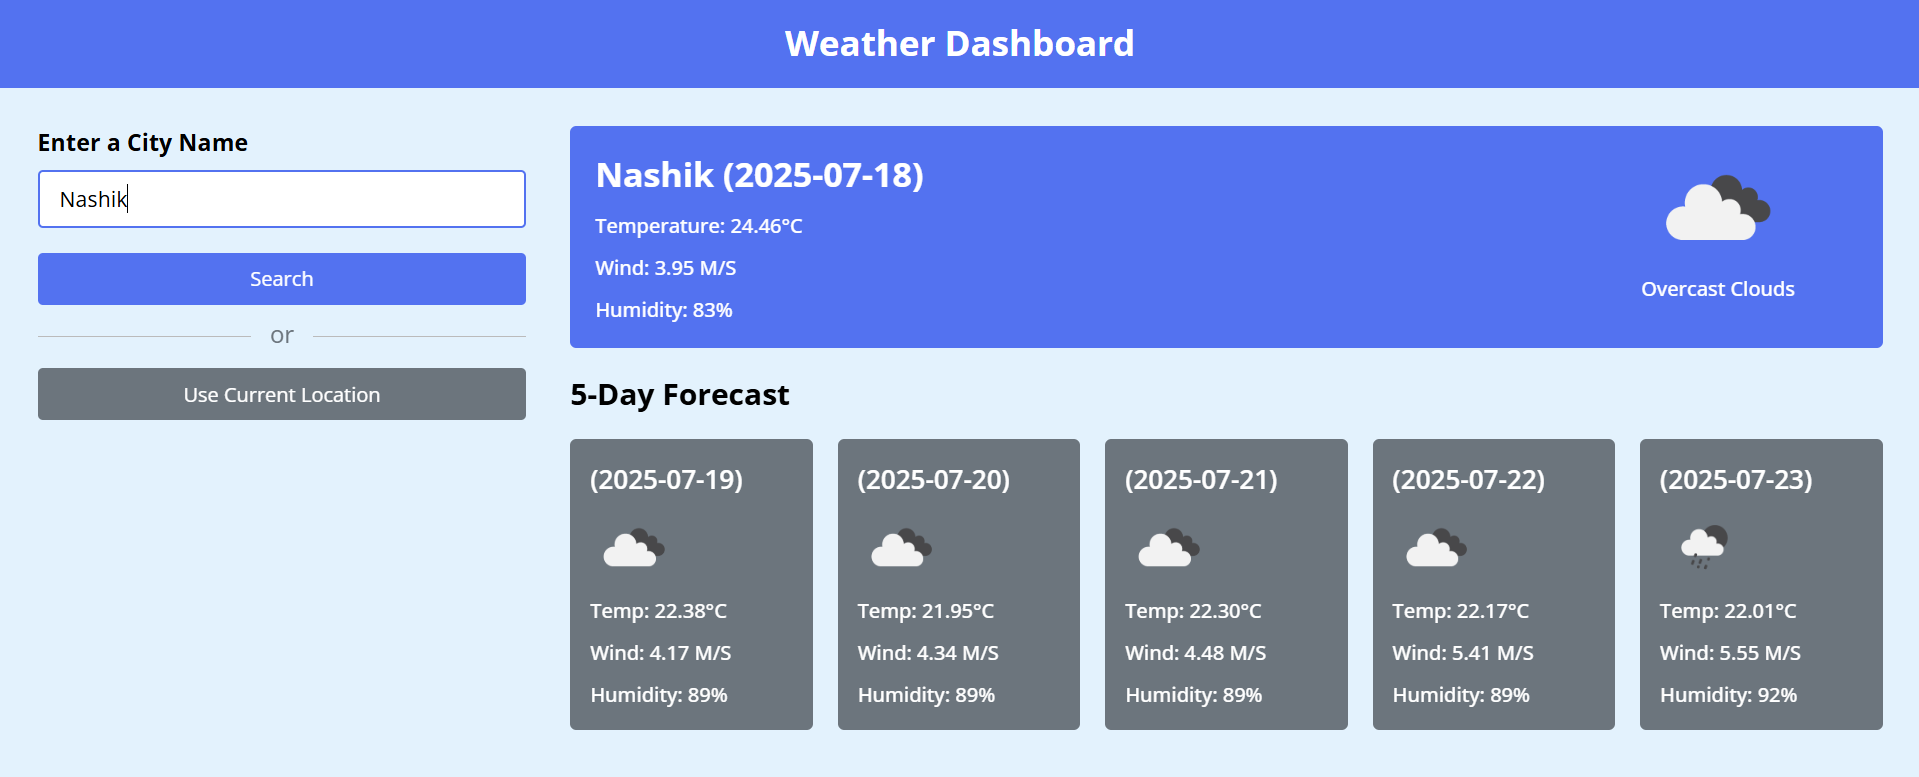 Weather Dashboard
Enter a City Name
Nashik
Search
or
Use Current Location
Nashik (2025-07-18)
Temperature: 24.46°C
Wind: 3.95 M/S
Humidity: 83%
Overcast Clouds
5-Day Forecast
(2025-07-19)
Temp: 22.38°C
Wind: 4.17 M/S
Humidity: 89%
(2025-07-20)
Temp: 21.95°C
Wind: 4.34 M/S
Humidity: 89%
(2025-07-21)
Temp: 22.30°C
Wind: 4.48 M/S
Humidity: 89%
(2025-07-22)
Temp: 22.17°C
Wind: 5.41 M/S
Humidity: 89%
(2025-07-23)
Temp: 22.01°C
Wind: 5.55 M/S
Humidity: 92%